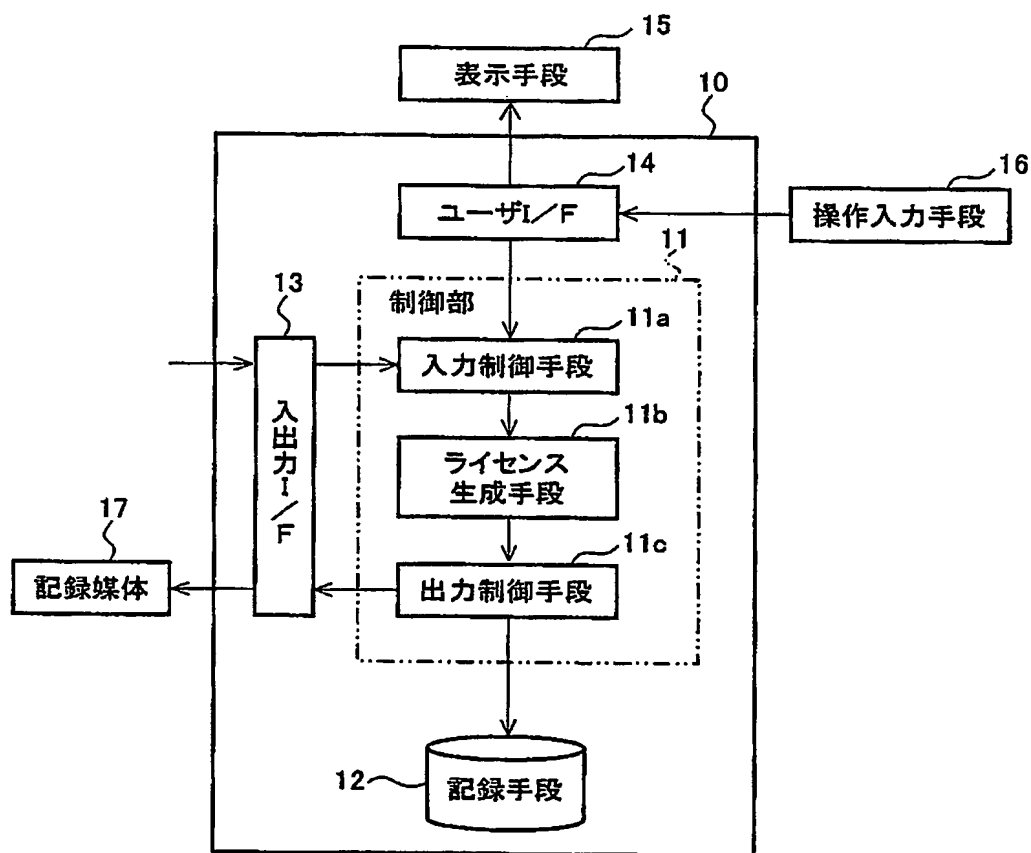 15
表示手段
10
14
ユーザI／F
16
操作入力手段
11
制御部
13
入出力I／F
11a
入力制御手段
11b
ライセンス
生成手段
17
記録媒体
11c
出力制御手段
12
記録手段